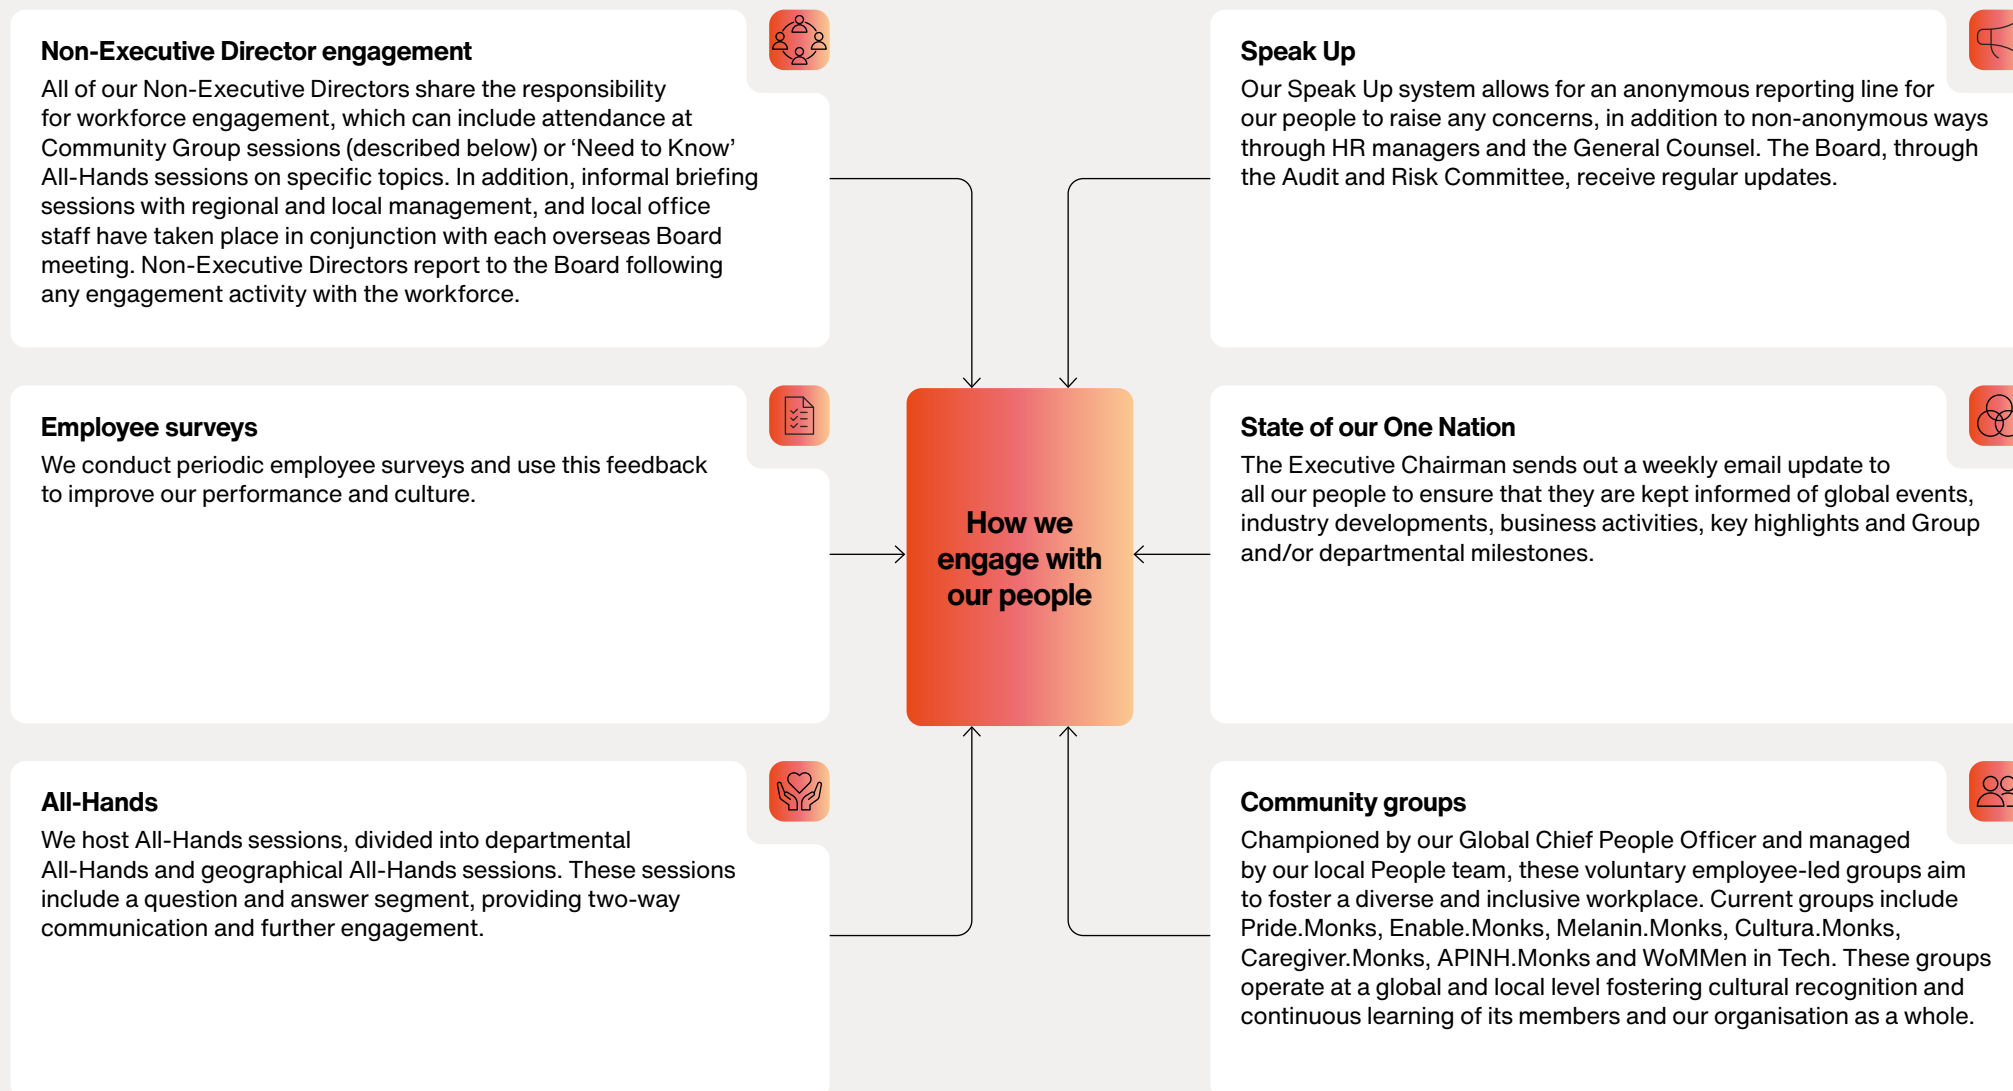 Non-Executive Director engagement
All of our Non-Executive Directors share the responsibility
for workforce engagement, which can include attendance at
Community Group sessions (described below) or ‘Need to Know’
All-Hands sessions on specific topics. In addition, informal briefing
sessions with regional and local management, and local office
staff have taken place in conjunction with each overseas Board
meeting. Non-Executive Directors report to the Board following
any engagement activity with the workforce.
Speak Up
Our Speak Up system allows for an anonymous reporting line for
our people to raise any concerns, in addition to non-anonymous ways
through HR managers and the General Counsel. The Board, through
the Audit and Risk Committee, receive regular updates.
Employee surveys
We conduct periodic employee surveys and use this feedback
to improve our performance and culture.
How we
engage with
our people
State of our One Nation
The Executive Chairman sends out a weekly email update to
all our people to ensure that they are kept informed of global events,
industry developments, business activities, key highlights and Group
and/or departmental milestones.
All-Hands
We host All-Hands sessions, divided into departmental
All-Hands and geographical All-Hands sessions. These sessions
include a question and answer segment, providing two-way
communication and further engagement.
Community groups
Championed by our Global Chief People Officer and managed
by our local People team, these voluntary employee-led groups aim
to foster a diverse and inclusive workplace. Current groups include
Pride.Monks, Enable.Monks, Melanin.Monks, Cultura.Monks,
Caregiver.Monks, APINH.Monks and WoMMen in Tech. These groups
operate at a global and local level fostering cultural recognition and
continuous learning of its members and our organisation as a whole.